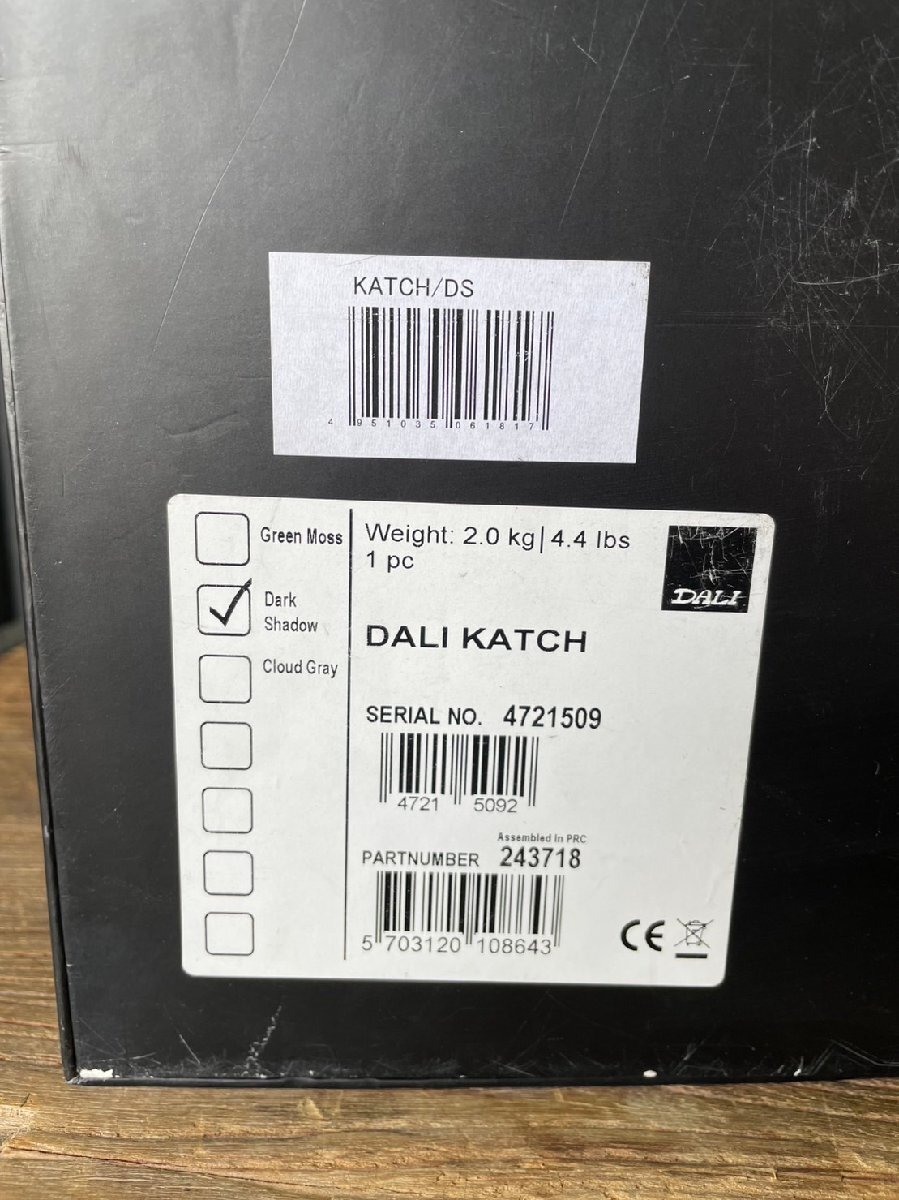 KATCH/DS
4 951035 061817
Green Moss
Dark
Shadow
Cloud Gray
Weight: 2.0 kg| 4.4 lbs
1 pc
DALI
DALI KATCH
SERIAL NO. 4721509
4721 5092
Assembled in PRC
PARTNUMBER 243718
5 703120 108643
CE